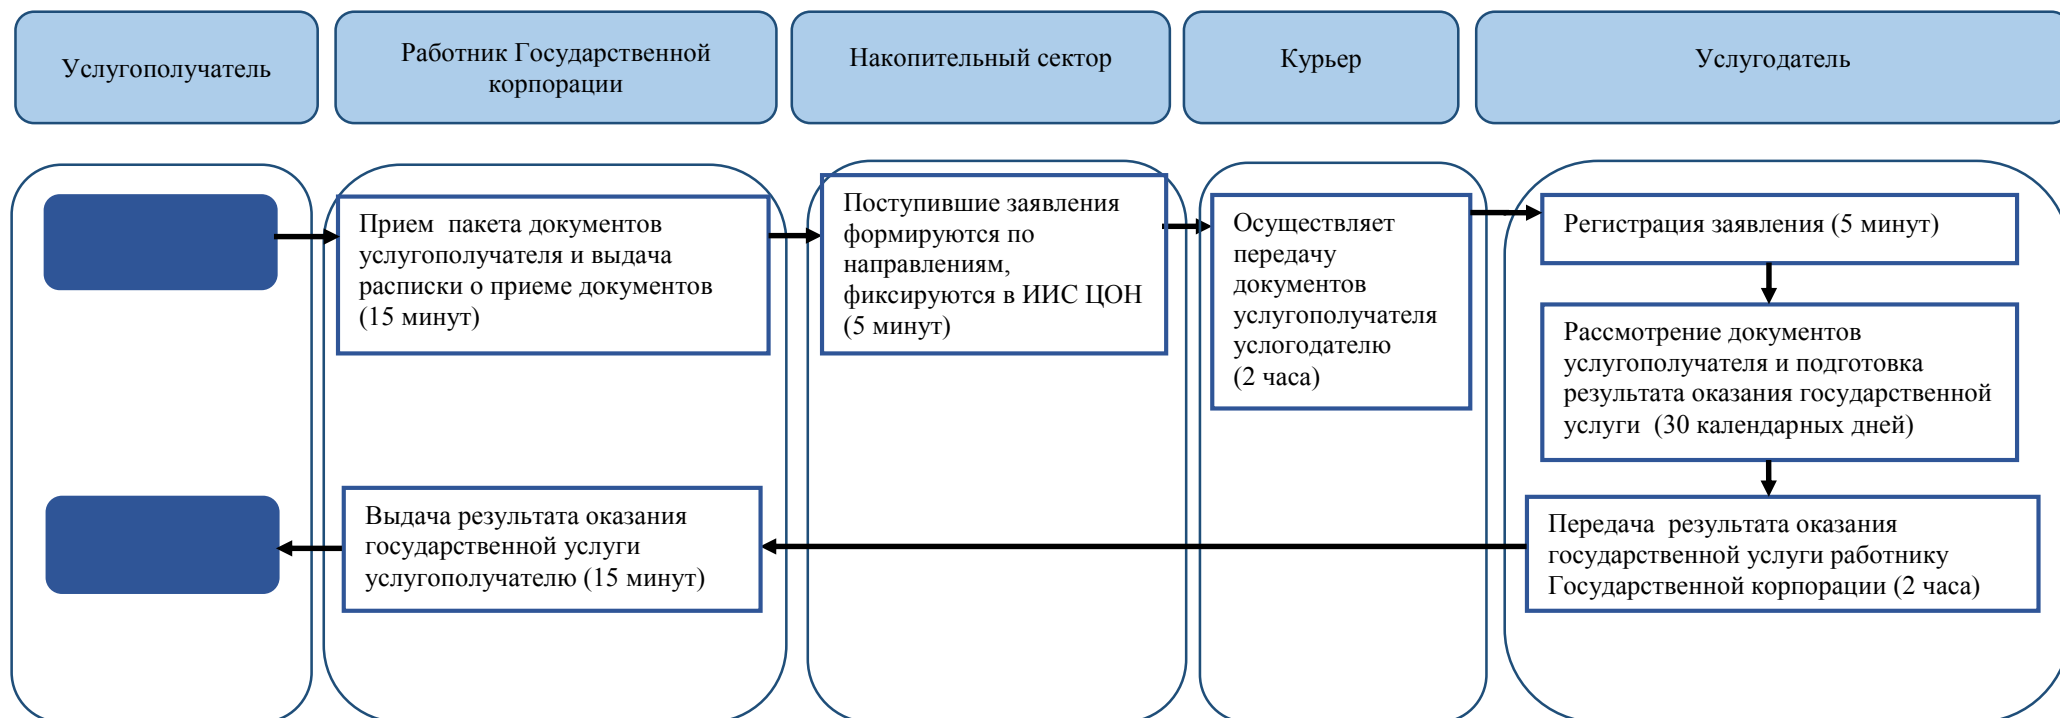 Услугополучатель
Работник Государственной
корпорации
Накопительный сектор
Курьер
Услугодатель
Прием  пакета документов
услугополучателя и выдача
расписки о приеме документов
(15 минут)
Поступившие заявления
формируются по
направлениям,
фиксируются в ИИС ЦОН
(5 минут)
Осуществляет
передачу
документов
услугополучателя
услогодателю
(2 часа)
Регистрация заявления (5 минут)
Рассмотрение документов
услугополучателя и подготовка
результата оказания государственной
услуги  (30 календарных дней)
Передача  результата оказания
государственной услуги работнику
Государственной корпорации (2 часа)
Выдача результата оказания
государственной услуги
услугополучателю (15 минут)